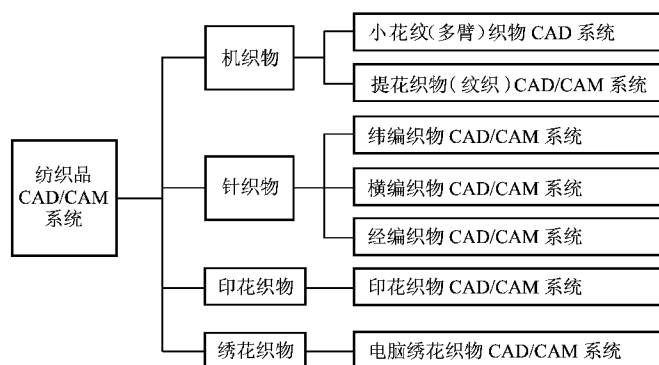 小花纹(多臂)织物 CAD 系统
机织物
提花织物(纹织)CAD/CAM 系统
纬编织物 CAD/CAM 系统
纺织品
CAD/CAM
系统
针织物
横编织物 CAD/CAM 系统
经编织物 CAD/CAM 系统
印花织物
印花织物 CAD/CAM 系统
绣花织物
电脑绣花织物 CAD/CAM 系统